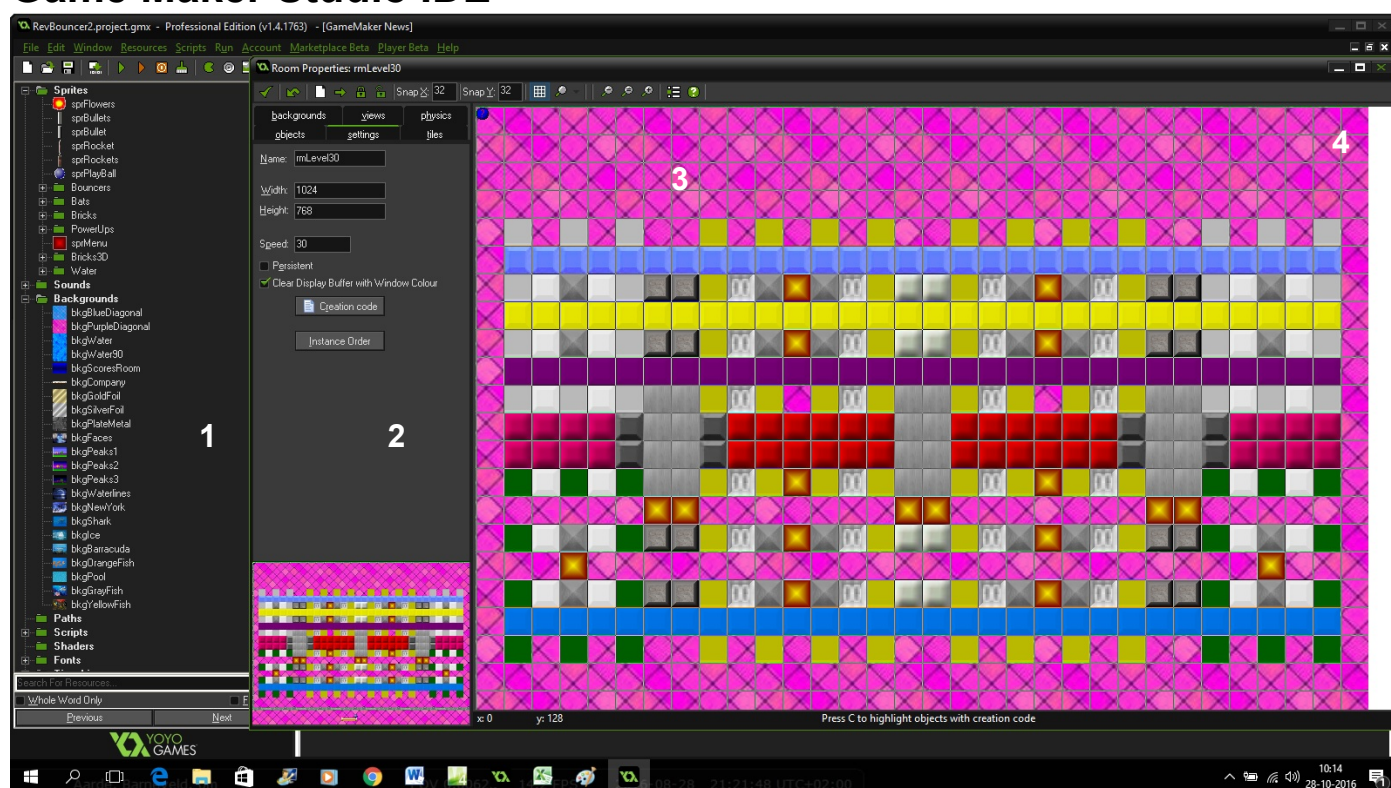 Game Maker Studio IDE
RevBouncer2.project.gmx - Professional Edition (v1.4.1763) - [GameMaker News]
File Edit Window Resources Scripts Run Account Marketplace Beta Player Beta Help
Room Properties: rmLevel30
Snap X: 32 Snap Y: 32
Sprites
sprFlowers
sprBullets
sprBullet
sprRocket
sprRockets
sprPlayBall
Bouncers
Bats
Bricks
PowerUps
sprMenu
Bricks3D
Water
Sounds
Backgrounds
bkgBlueDiagonal
bkgPurpleDiagonal
bkgWater
bkgWater90
bkgScoresRoom
bkgCompany
bkgGoldFoil
bkgSilverFoil
bkgPlateMetal
bkgFaces
bkgPeaks1
bkgPeaks2
bkgPeaks3
bkgWaterlines
bkgNewYork
bkgShark
bkgIce
bkgBarracuda
bkgOrangeFish
bkgPool
bkgGrayFish
bkgYellowFish
Paths
Scripts
Shaders
Fonts
Search For Resources...
Whole Word Only
Previous Next
1
backgrounds views physics
objects settings tiles
Name: rmLevel30
Width: 1024
Height: 768
Speed: 30
Persistent
Clear Display Buffer with Window Colour
Creation code
Instance Order
2
3
4
x: 0 y: 128 Press C to highlight objects with creation code
YOYO
GAMES
10:14
28-10-2016